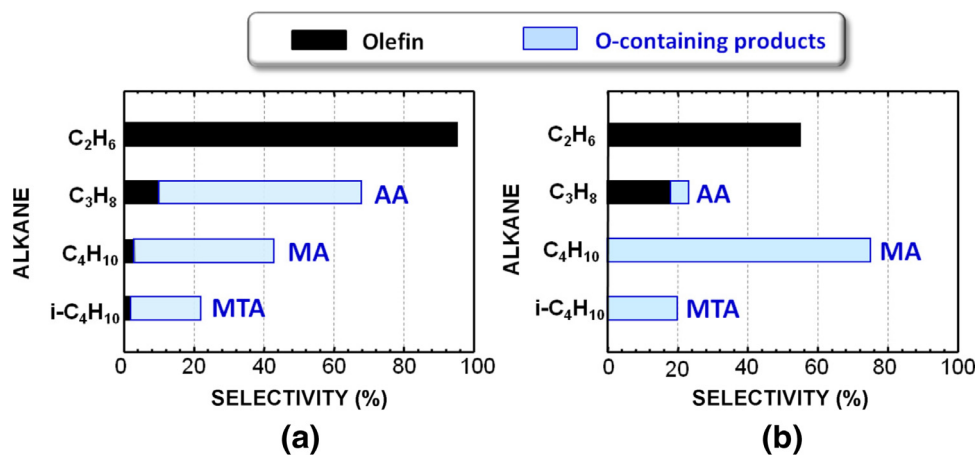 Olefin
O-containing products
ALKANE
C₂H₆
C₃H₈
AA
C₄H₁₀
MA
i-C₄H₁₀
MTA
0 20 40 60 80 100
SELECTIVITY (%)
(a)
ALKANE
C₂H₆
C₃H₈
AA
C₄H₁₀
MA
i-C₄H₁₀
MTA
0 20 40 60 80 100
SELECTIVITY (%)
(b)